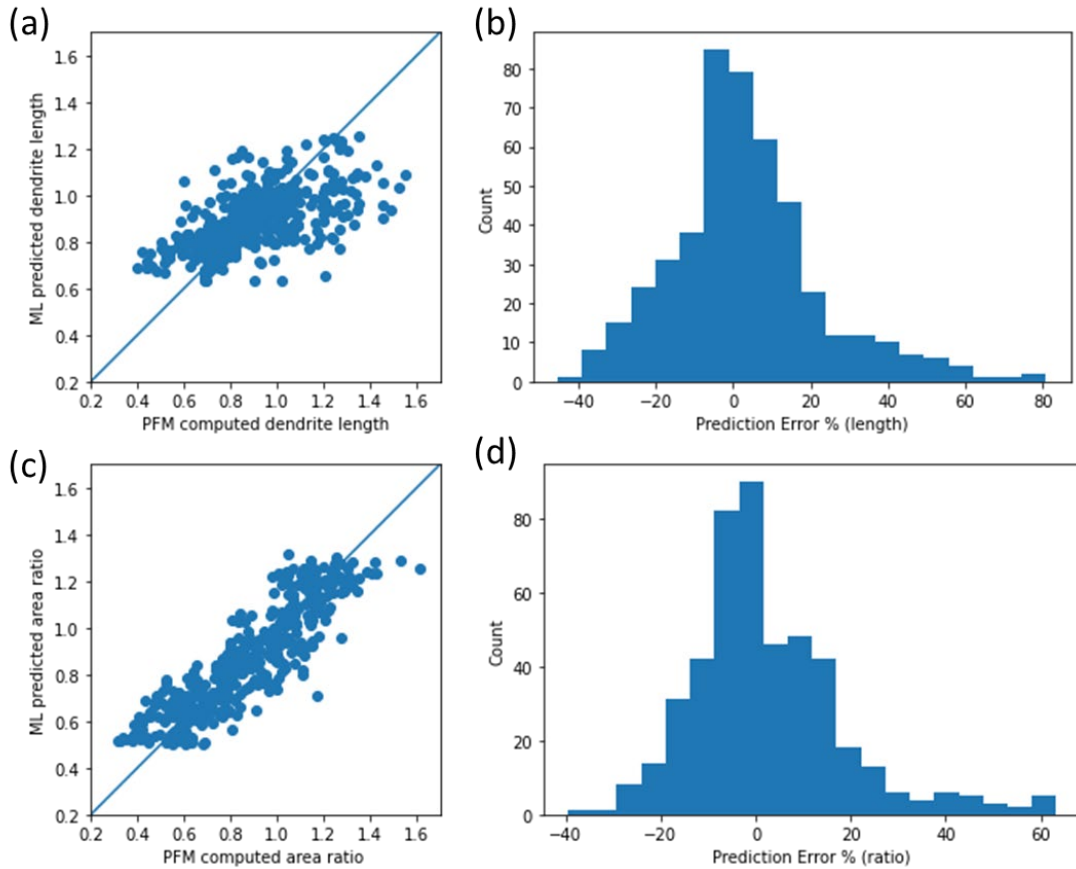 (a)
1.6
1.4
1.2
1.0
0.8
0.6
0.4
0.2
ML predicted dendrite length
0.2 0.4 0.6 0.8 1.0 1.2 1.4 1.6
PFM computed dendrite length
(b)
80
70
60
50
40
30
20
10
0
Count
−40 −20 0 20 40 60 80
Prediction Error % (length)
(c)
1.6
1.4
1.2
1.0
0.8
0.6
0.4
0.2
ML predicted area ratio
0.2 0.4 0.6 0.8 1.0 1.2 1.4 1.6
PFM computed area ratio
(d)
80
60
40
20
0
Count
−40 −20 0 20 40 60
Prediction Error % (ratio)